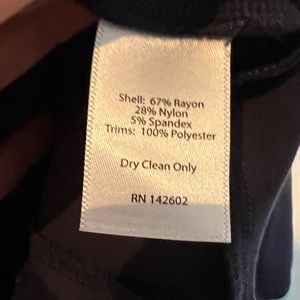 Shell: 67% Rayon
28% Nylon
5% Spandex
Trims: 100% Polyester
Dry Clean Only
RN 142602